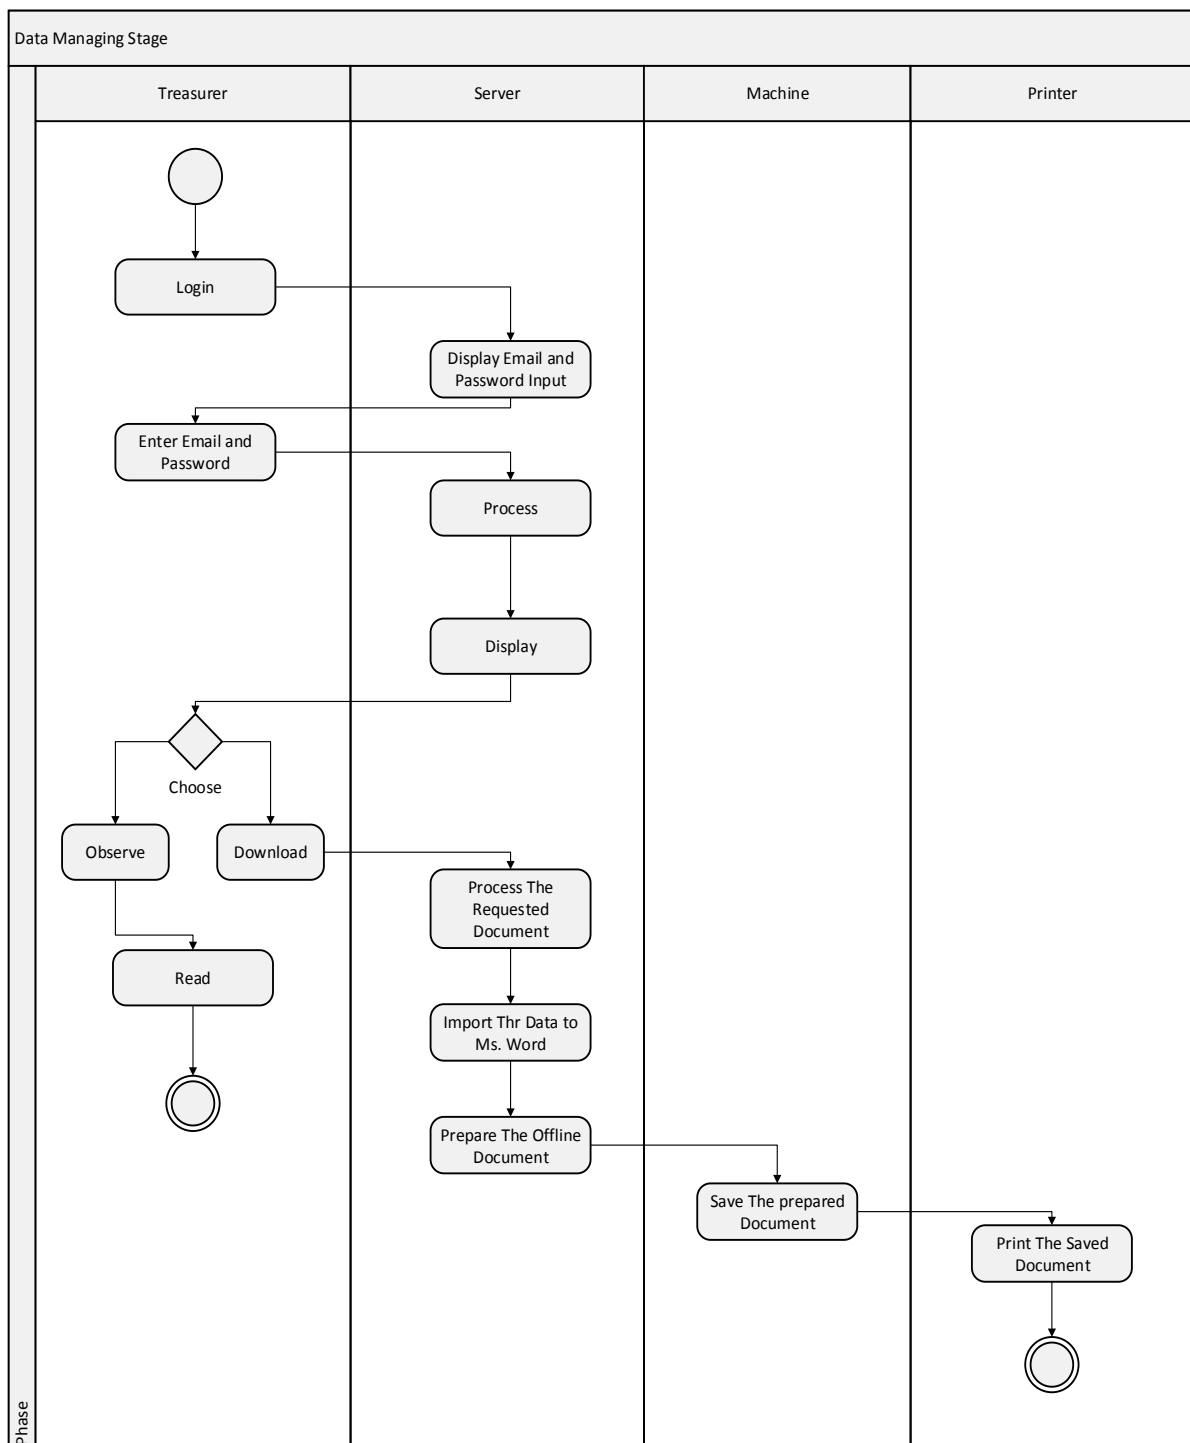 Data Managing Stage
Treasurer
Server
Machine
Printer
Login
Display Email and
Password Input
Enter Email and
Password
Process
Display
Choose
Observe
Download
Process The
Requested
Document
Read
Import Thr Data to
Ms. Word
Prepare The Offline
Document
Save The prepared
Document
Print The Saved
Document
Phase